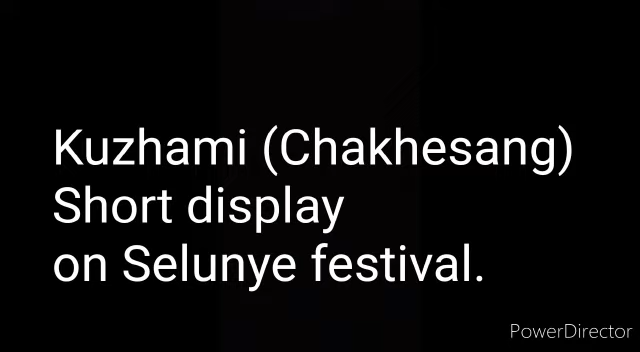 Kuzhami (Chakhesang)
Short display
on Selunye festival.
PowerDirector